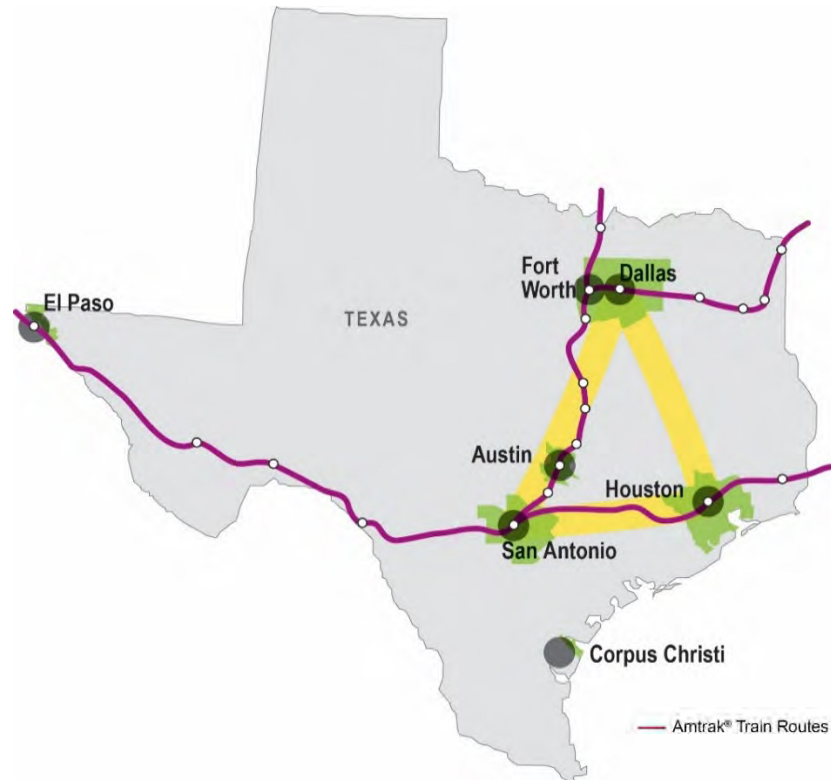 Fort
Worth
Dallas
El Paso
TEXAS
Austin
Houston
San Antonio
Corpus Christi
Amtrak® Train Routes